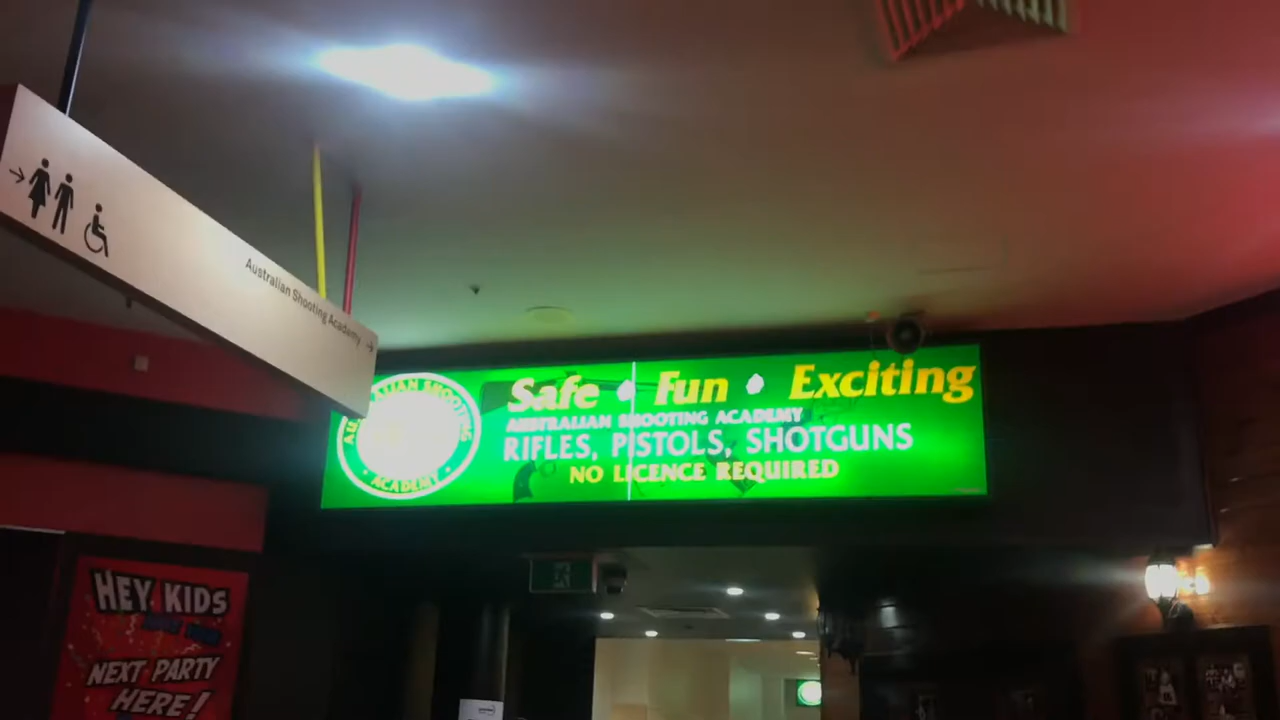 Australian Shooting Academy →
AUSTRALIAN SHOOTING
ACADEMY
Safe • Fun • Exciting
AUSTRALIAN SHOOTING ACADEMY
RIFLES, PISTOLS, SHOTGUNS
NO LICENCE REQUIRED
HEY KIDS
NEXT PARTY
HERE!